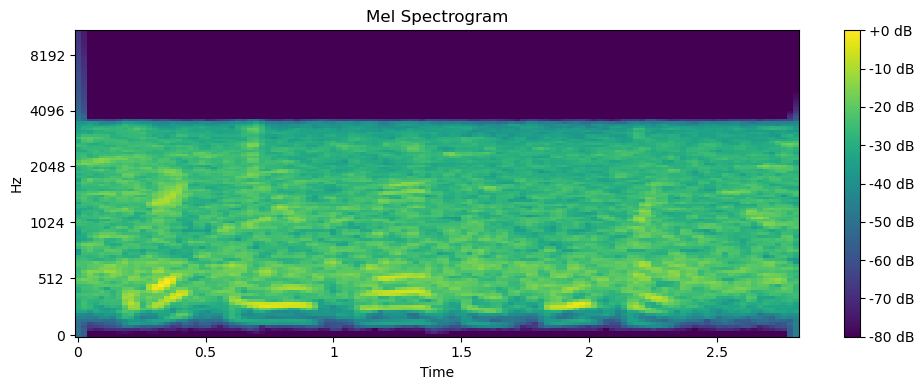 Mel Spectrogram
8192
4096
2048
1024
512
0
Hz
0
0.5
1
1.5
2
2.5
Time
+0 dB
-10 dB
-20 dB
-30 dB
-40 dB
-50 dB
-60 dB
-70 dB
-80 dB